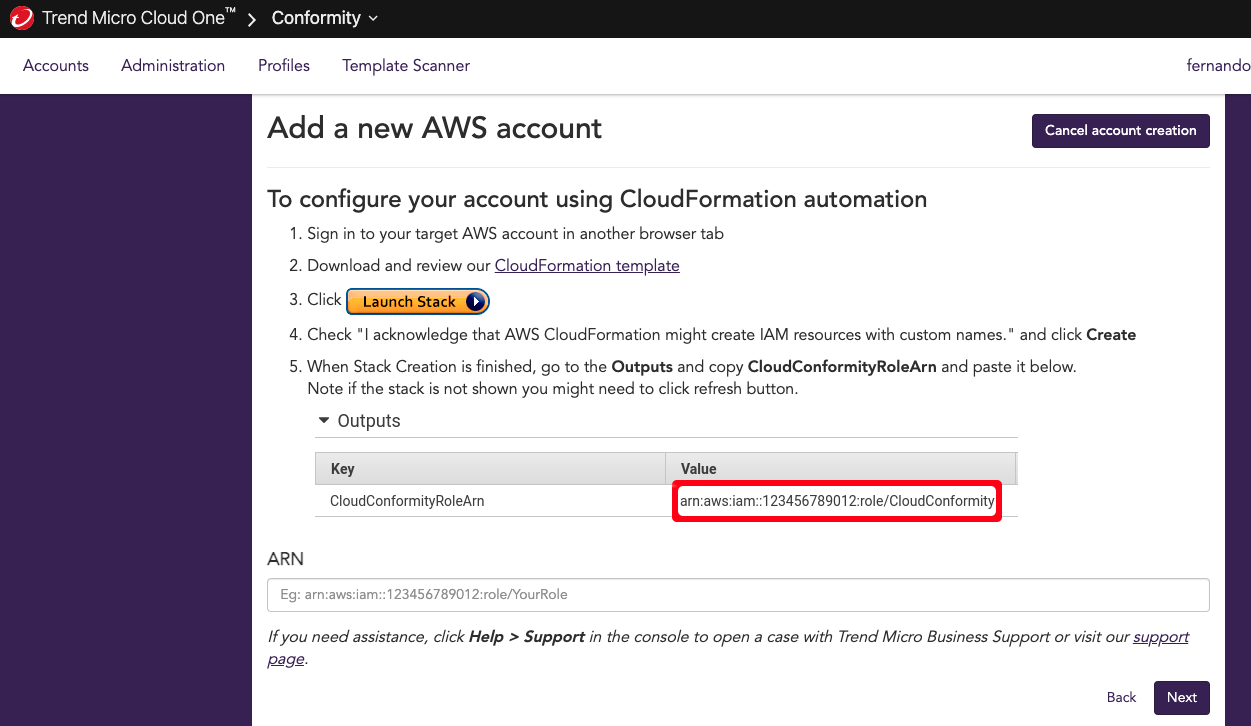 Trend Micro Cloud One™ > Conformity
Accounts Administration Profiles Template Scanner fernando
Add a new AWS account
Cancel account creation
To configure your account using CloudFormation automation
1. Sign in to your target AWS account in another browser tab
2. Download and review our CloudFormation template
3. Click Launch Stack
4. Check "I acknowledge that AWS CloudFormation might create IAM resources with custom names." and click Create
5. When Stack Creation is finished, go to the Outputs and copy CloudConformityRoleArn and paste it below.
Note if the stack is not shown you might need to click refresh button.
Outputs
Key Value
CloudConformityRoleArn arn:aws:iam::123456789012:role/CloudConformity
ARN
Eg: arn:aws:iam::123456789012:role/YourRole
If you need assistance, click Help > Support in the console to open a case with Trend Micro Business Support or visit our support
page.
Back Next